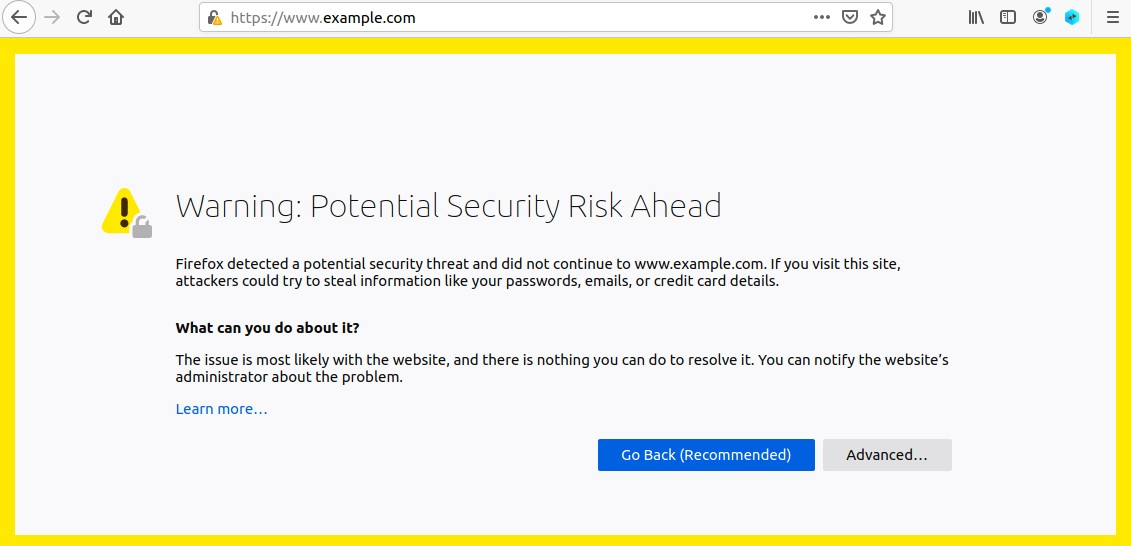 https://www.example.com
Warning: Potential Security Risk Ahead
Firefox detected a potential security threat and did not continue to www.example.com. If you visit this site,
attackers could try to steal information like your passwords, emails, or credit card details.
What can you do about it?
The issue is most likely with the website, and there is nothing you can do to resolve it. You can notify the website’s
administrator about the problem.
Learn more…
Go Back (Recommended) Advanced…